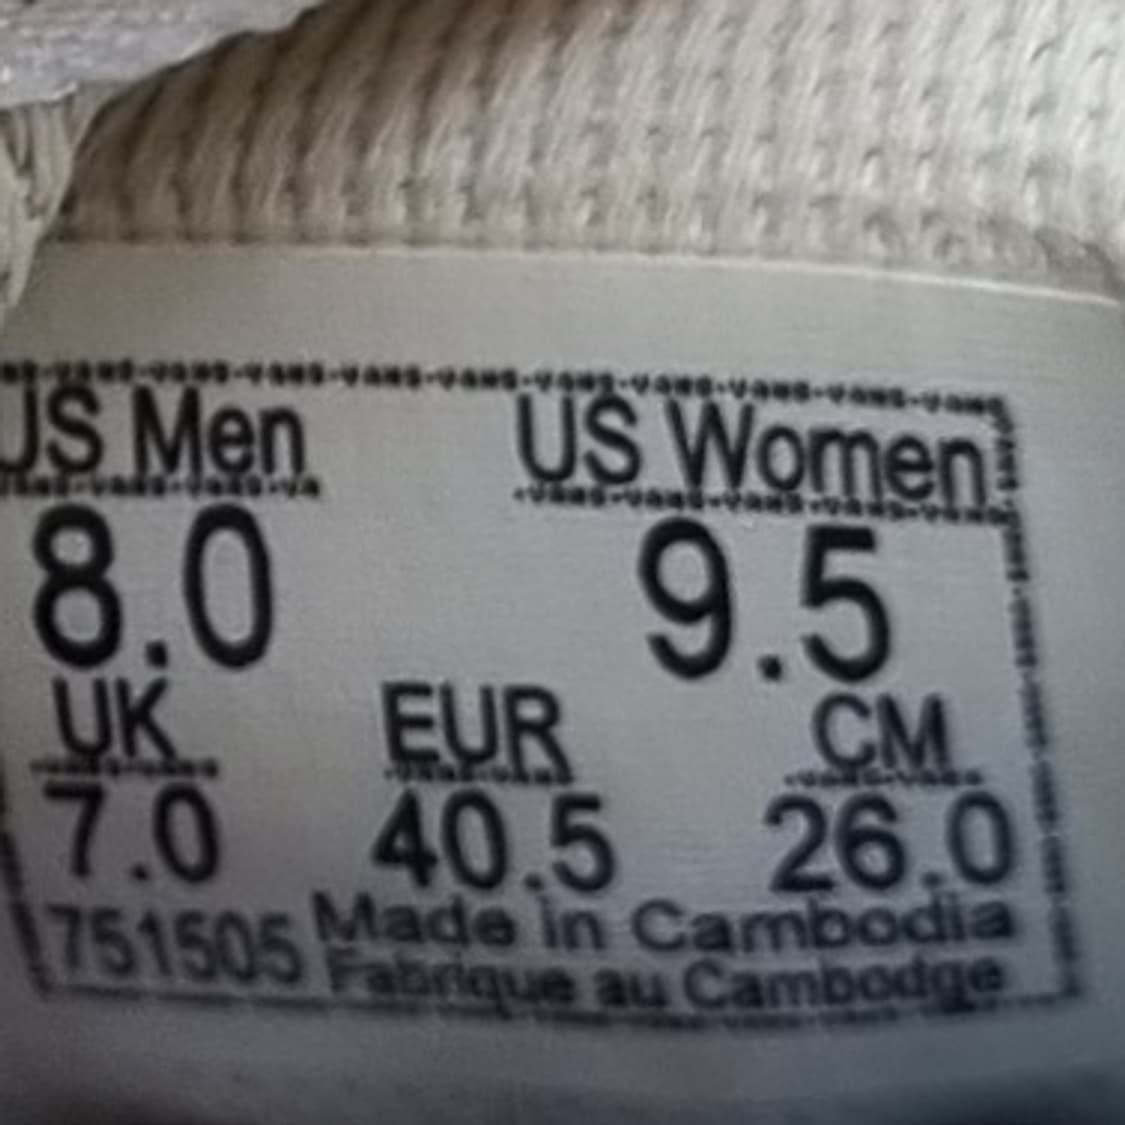 US Men US Women
8.0 9.5
UK EUR CM
7.0 40.5 26.0
751505 Made in Cambodia
Fabrique au Cambodge